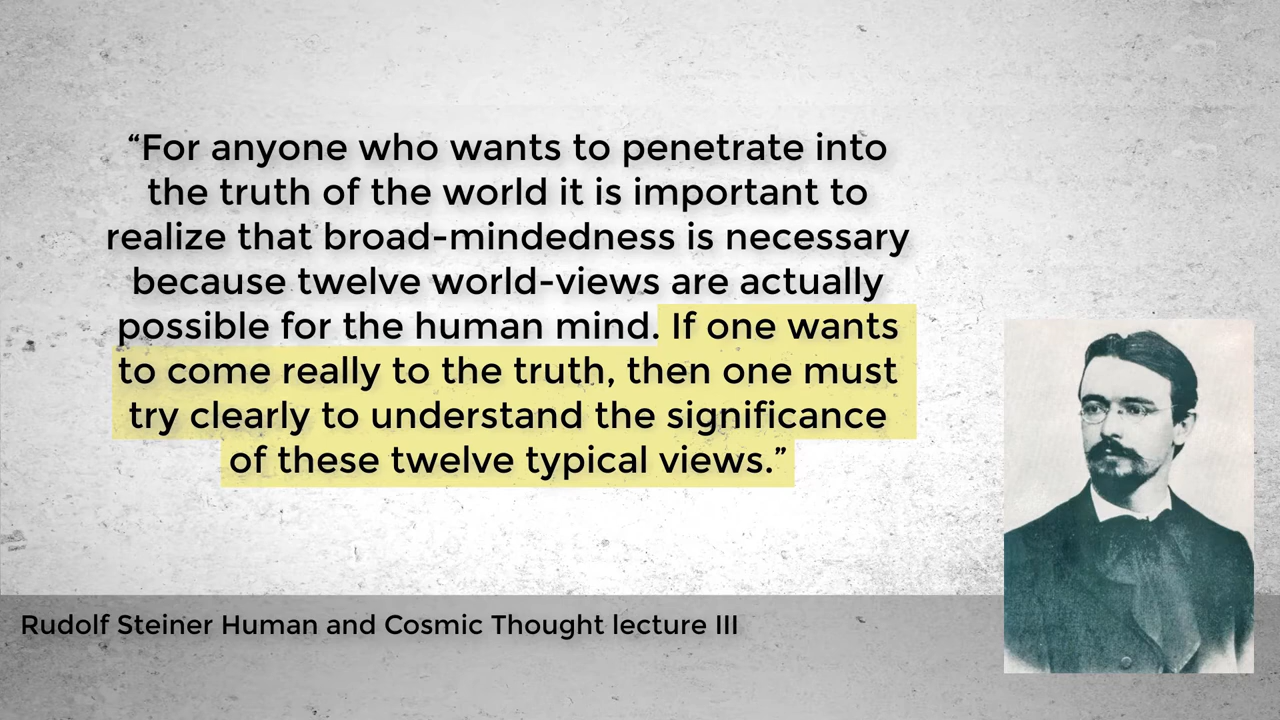 “For anyone who wants to penetrate into
the truth of the world it is important to
realize that broad-mindedness is necessary
because twelve world-views are actually
possible for the human mind. If one wants
to come really to the truth, then one must
try clearly to understand the significance
of these twelve typical views.”
Rudolf Steiner Human and Cosmic Thought lecture III